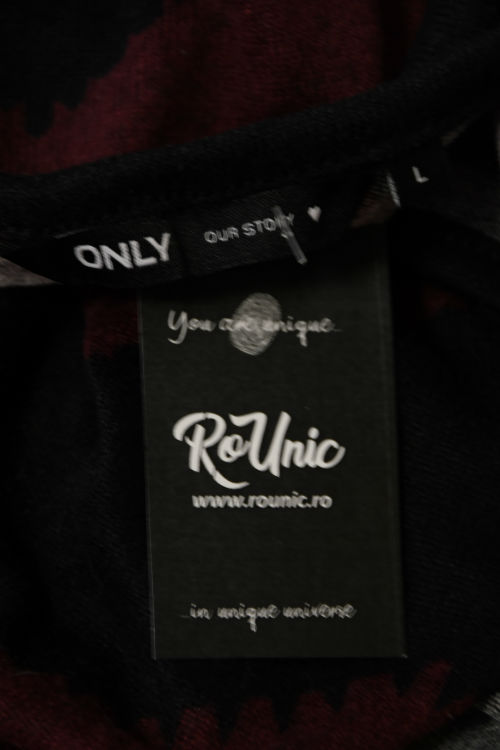 L
ONLY
OUR STORY
You are unique...
RoUnic
www.rounic.ro
...in unique universe